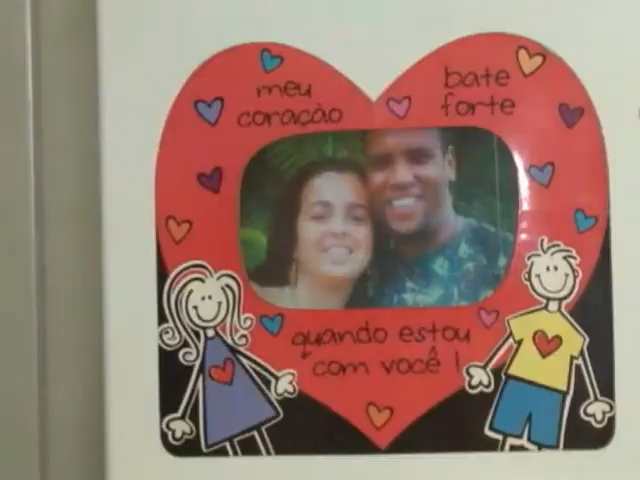 meu
coração
bate
forte
quando estou
com você !